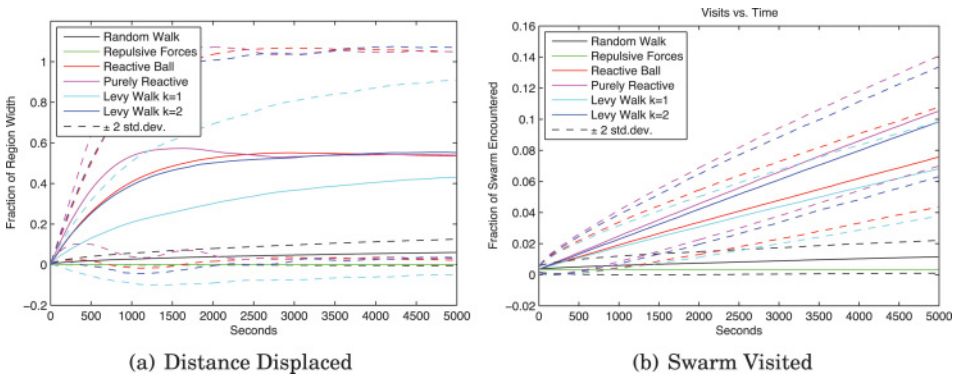 Random Walk
Repulsive Forces
Reactive Ball
Purely Reactive
Levy Walk k=1
Levy Walk k=2
± 2 std.dev.
1
0.8
0.6
0.4
0.2
0
−0.2
Fraction of Region Width
0 500 1000 1500 2000 2500 3000 3500 4000 4500 5000
Seconds
(a) Distance Displaced
Visits vs. Time
Random Walk
Repulsive Forces
Reactive Ball
Purely Reactive
Levy Walk k=1
Levy Walk k=2
± 2 std.dev.
0.16
0.14
0.12
0.1
0.08
0.06
0.04
0.02
0
−0.02
Fraction of Swarm Encountered
0 500 1000 1500 2000 2500 3000 3500 4000 4500 5000
Seconds
(b) Swarm Visited